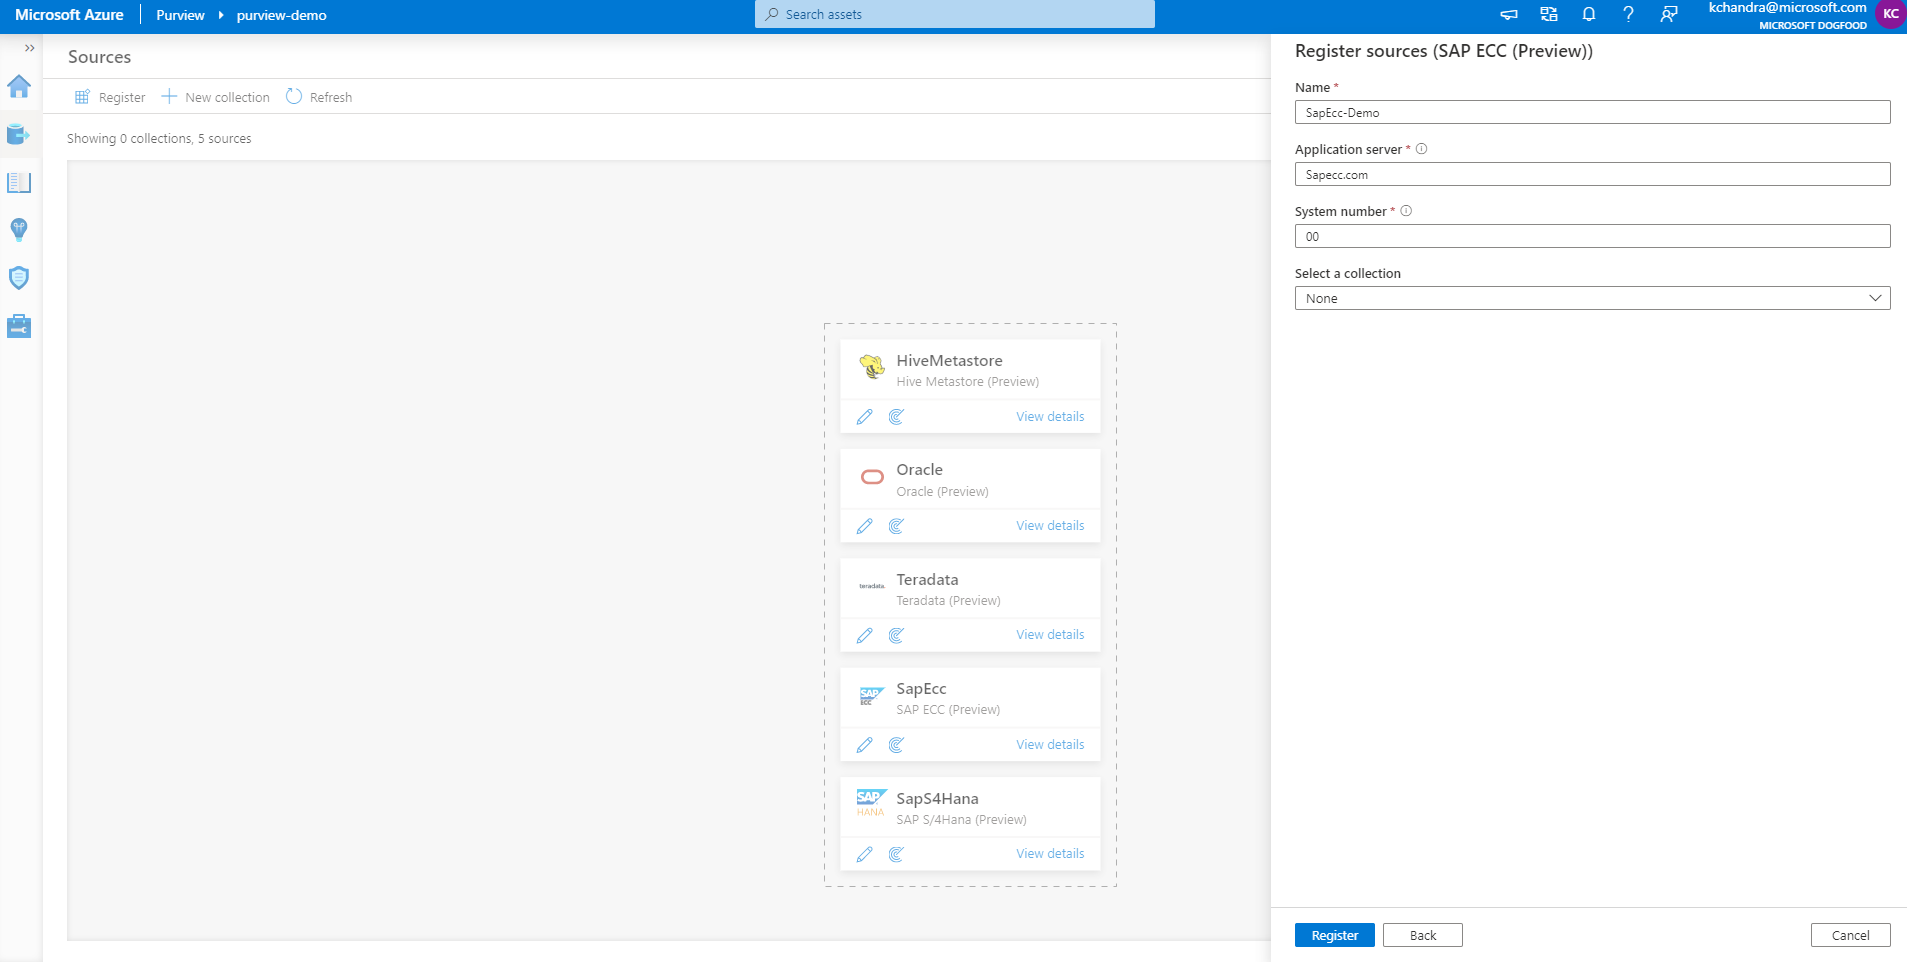 Microsoft Azure
Purview
purview-demo
Search assets
kchandra@microsoft.com
MICROSOFT DOGFOOD
KC
Sources
Register
New collection
Refresh
Showing 0 collections, 5 sources
HiveMetastore
Hive Metastore (Preview)
View details
Oracle
Oracle (Preview)
View details
teradata.
Teradata
Teradata (Preview)
View details
SAP
ECC
SapEcc
SAP ECC (Preview)
View details
SAP
HANA
SapS4Hana
SAP S/4Hana (Preview)
View details
Register sources (SAP ECC (Preview))
Name *
SapEcc-Demo
Application server *
Sapecc.com
System number *
00
Select a collection
None
Register
Back
Cancel